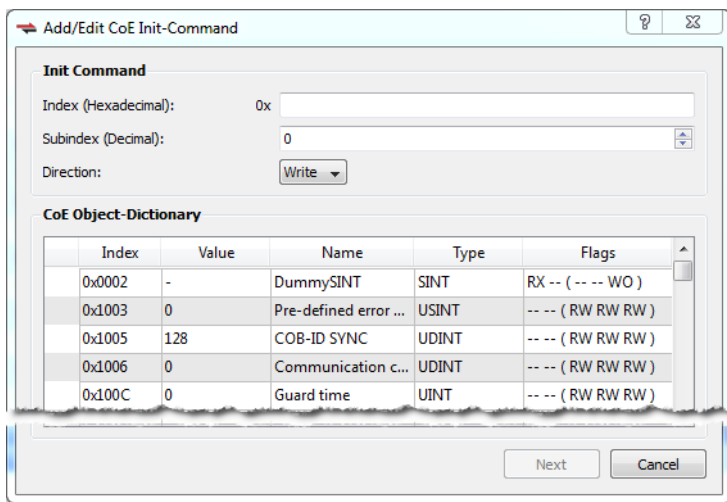 Add/Edit CoE Init-Command
Init Command
Index (Hexadecimal): 0x
Subindex (Decimal): 0
Direction: Write
CoE Object-Dictionary
Index Value Name Type Flags
0x0002 - DummySINT SINT RX -- ( -- -- WO )
0x1003 0 Pre-defined error ... USINT -- -- ( RW RW RW )
0x1005 128 COB-ID SYNC UDINT -- -- ( RW RW RW )
0x1006 0 Communication c... UDINT -- -- ( RW RW RW )
0x100C 0 Guard time UINT -- -- ( RW RW RW )
Next Cancel